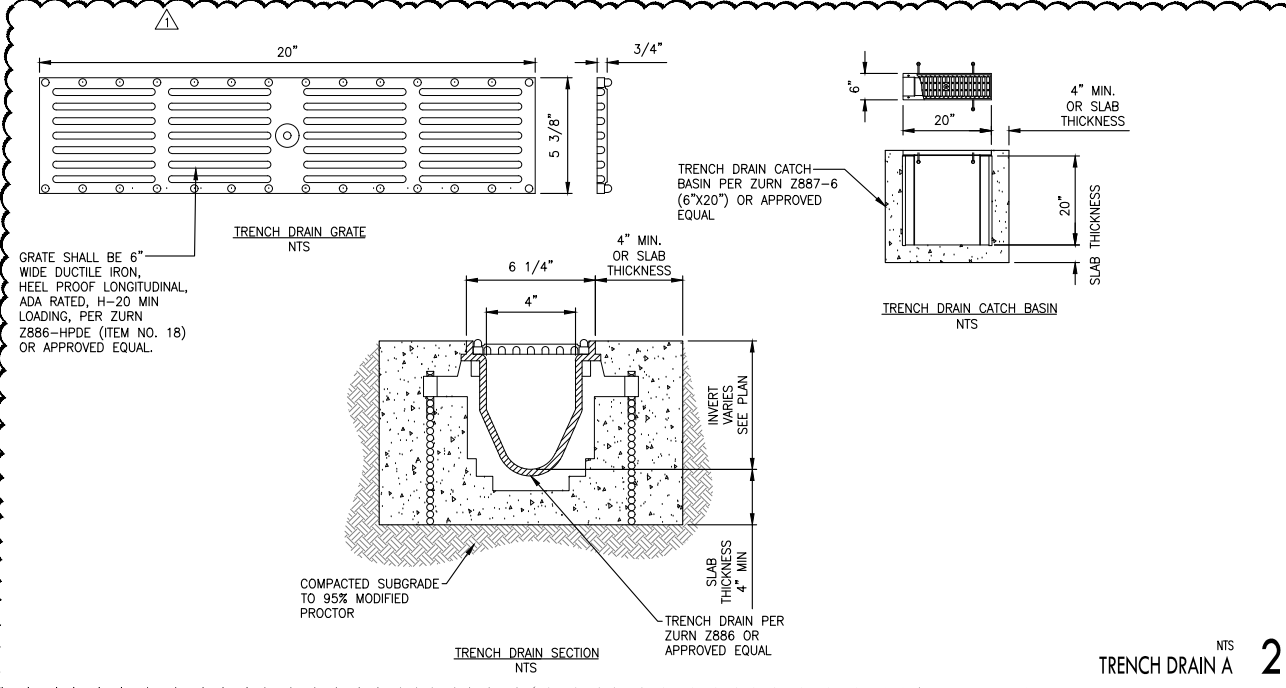 1
20"
3/4"
5 3/8"
TRENCH DRAIN GRATE
NTS
GRATE SHALL BE 6"
WIDE DUCTILE IRON,
HEEL PROOF LONGITUDINAL,
ADA RATED, H-20 MIN
LOADING, PER ZURN
Z886-HPDE (ITEM NO. 18)
OR APPROVED EQUAL.
6"
20"
4" MIN.
OR SLAB
THICKNESS
TRENCH DRAIN CATCH
BASIN PER ZURN Z887-6
(6"X20") OR APPROVED
EQUAL
20"
SLAB THICKNESS
TRENCH DRAIN CATCH BASIN
NTS
6 1/4"
4" MIN.
OR SLAB
THICKNESS
4"
INVERT
VARIES
SEE PLAN
SLAB
THICKNESS
4" MIN
COMPACTED SUBGRADE
TO 95% MODIFIED
PROCTOR
TRENCH DRAIN PER
ZURN Z886 OR
APPROVED EQUAL
TRENCH DRAIN SECTION
NTS
NTS
TRENCH DRAIN A 2